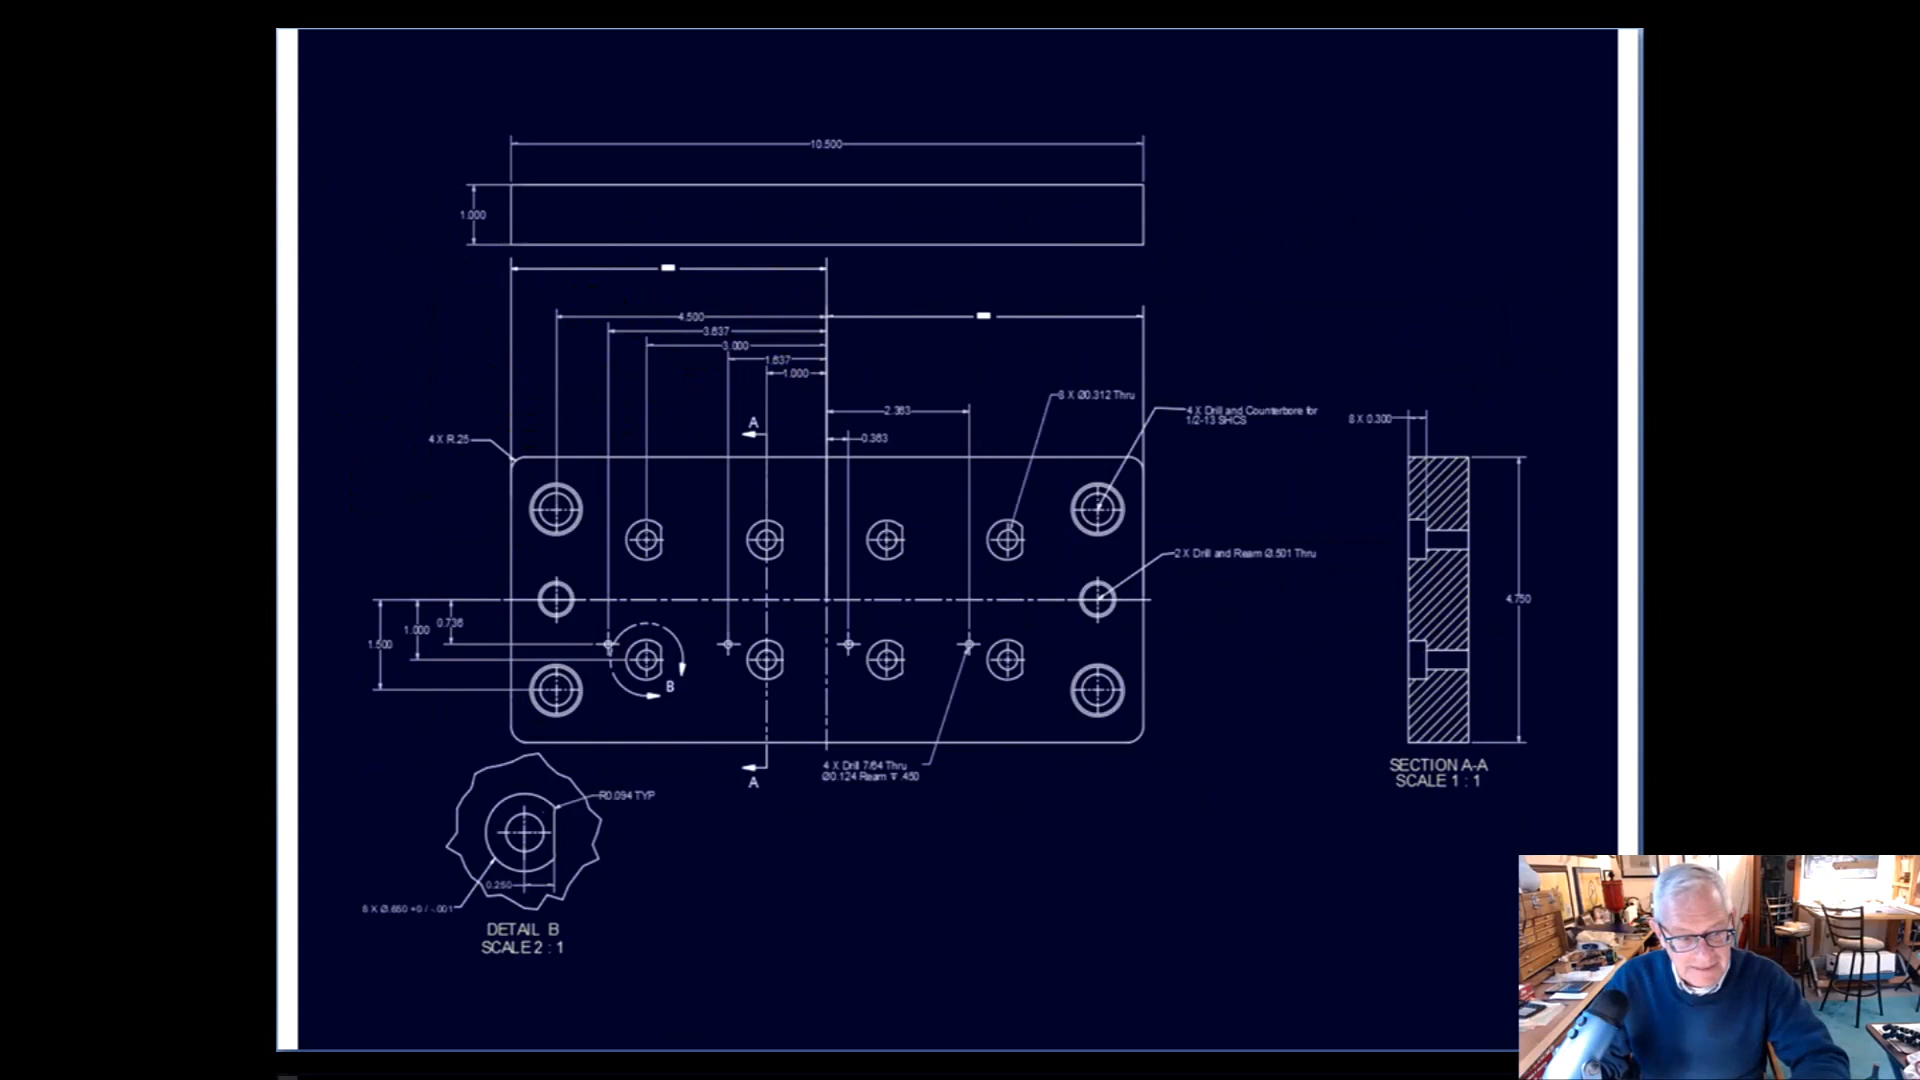 10.500
1.000
4.500
3.637
3.000
1.637
1.000
8 X Ø0.312 Thru
2.363
4 X Drill and Counterbore for
1/2-13 SHCS
8 X 0.300
A
0.363
4 X R.25
2 X Drill and Ream Ø.501 Thru
4.750
0.736
1.000
1.500
B
4 X Drill 7/64 Thru
Ø0.124 Ream ↧ .450
A
SECTION A-A
SCALE 1 : 1
R0.094 TYP
0.250
8 X Ø.650 +0 / -.001
DETAIL B
SCALE 2 : 1